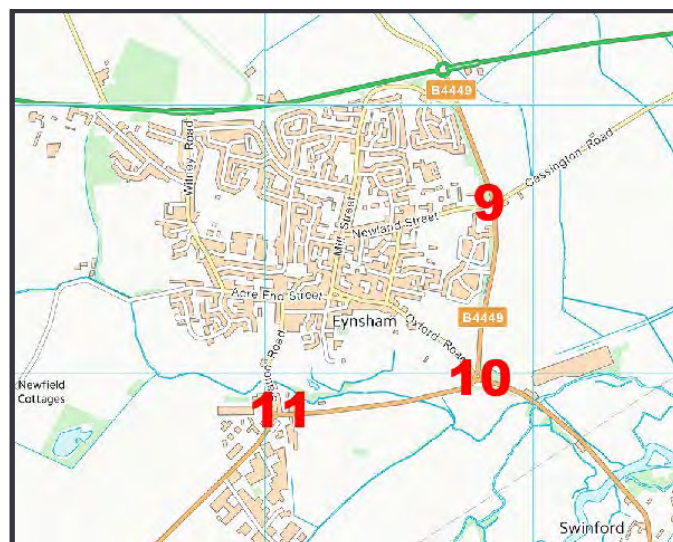 B4449
Witney Road
Mill Street
Cassington Road
9
Newland Street
Acre End Street
B4449
Eynsham
Oxford Road
10
Newfield
Cottages
11
Road
Swinford